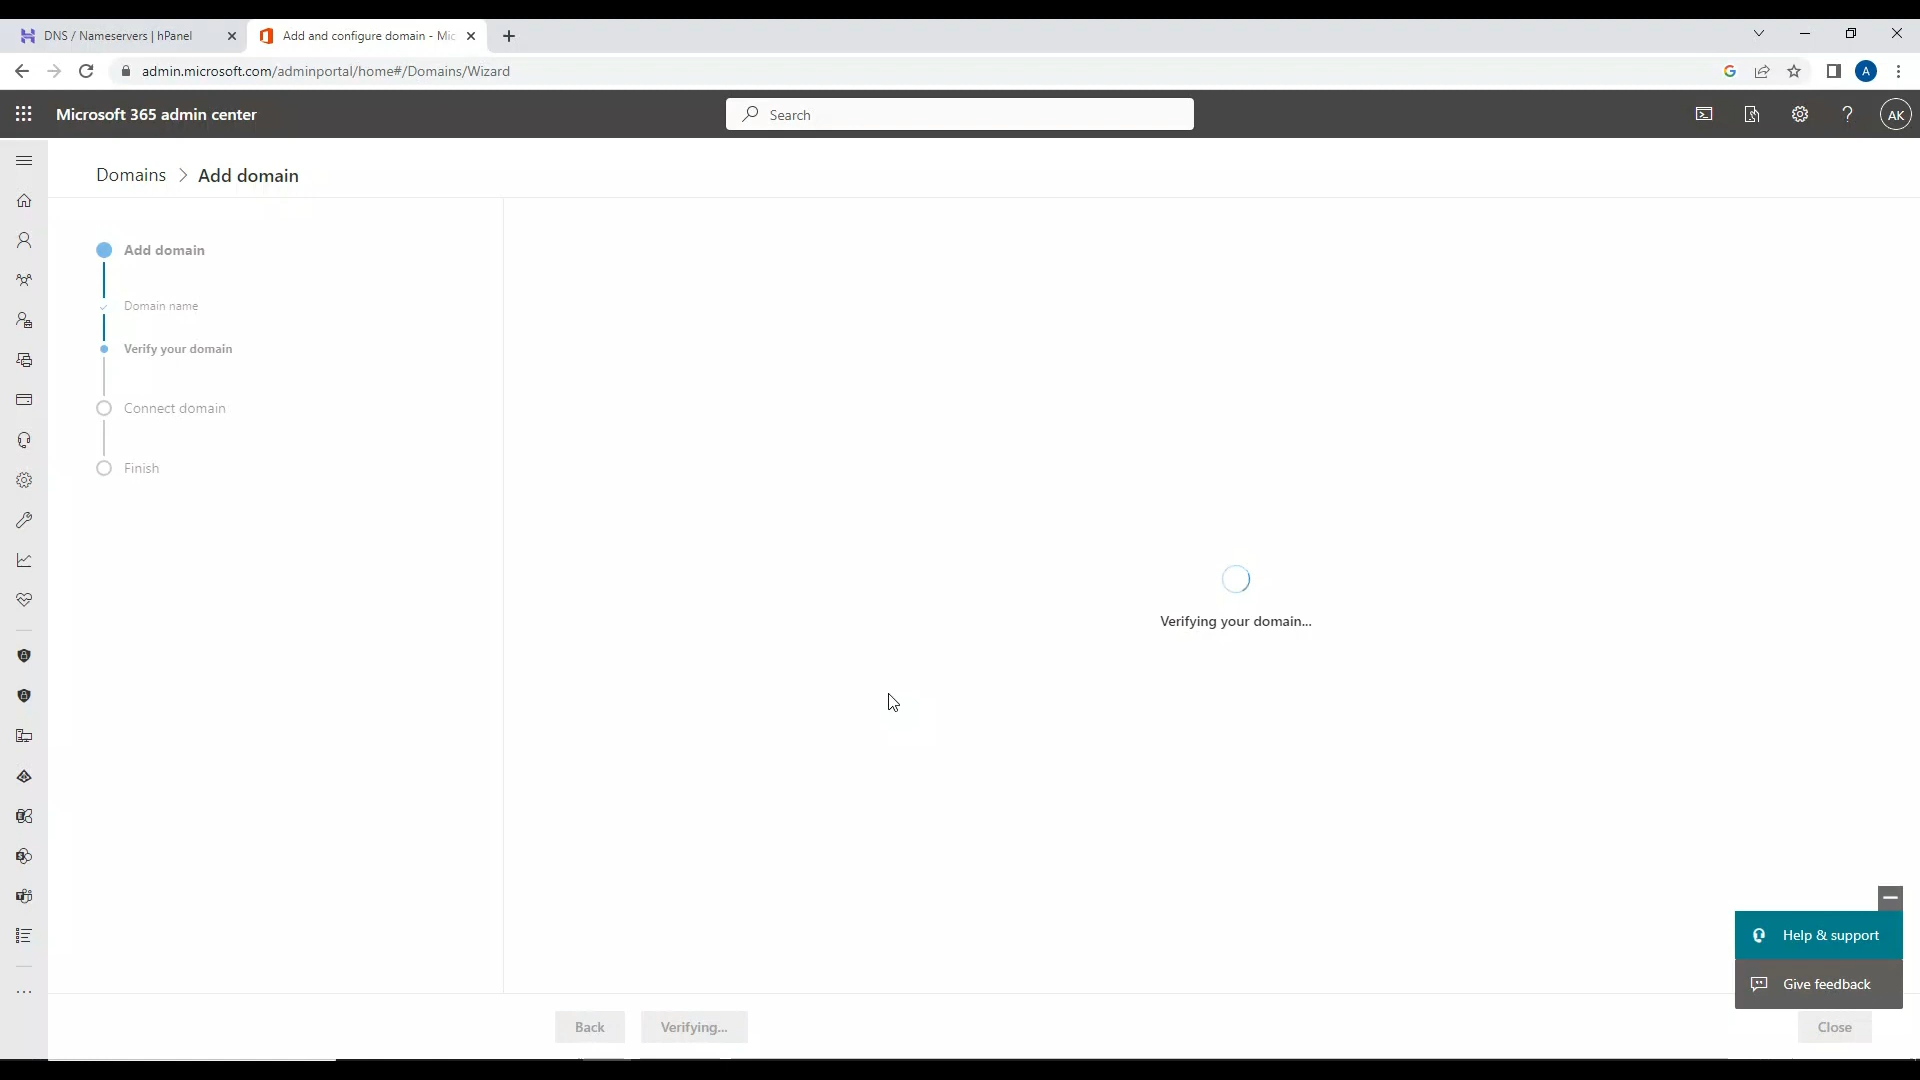 DNS / Nameservers | hPanel
Add and configure domain - Mic
admin.microsoft.com/adminportal/home#/Domains/Wizard
A
Microsoft 365 admin center
Search
AK
Domains > Add domain
Add domain
Domain name
Verify your domain
Connect domain
Finish
Verifying your domain...
Help & support
Give feedback
Back
Verifying...
Close